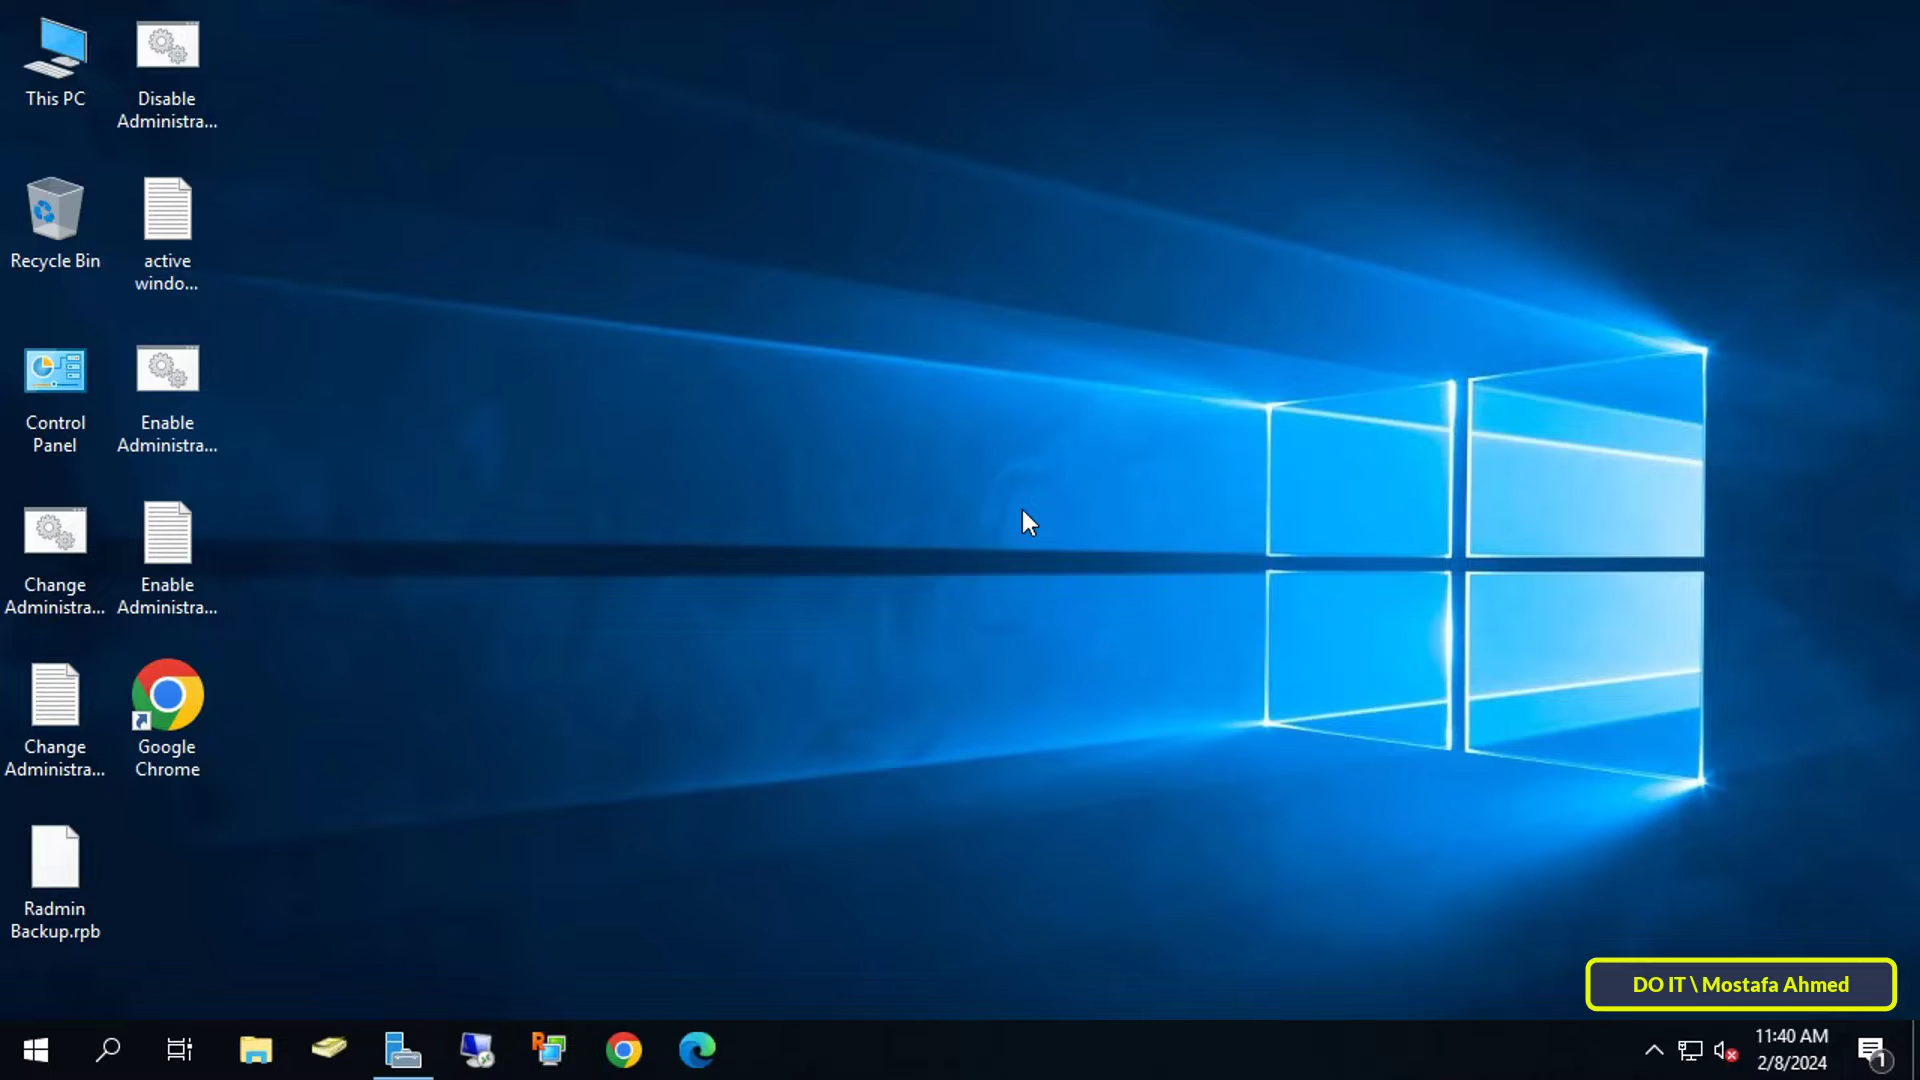 This PC
Disable
Administra...
Recycle Bin
active
windo...
Control
Panel
Enable
Administra...
Change
Administra...
Enable
Administra...
Change
Administra...
Google
Chrome
Radmin
Backup.rpb
DO IT \ Mostafa Ahmed
R
11:40 AM
2/8/2024
1